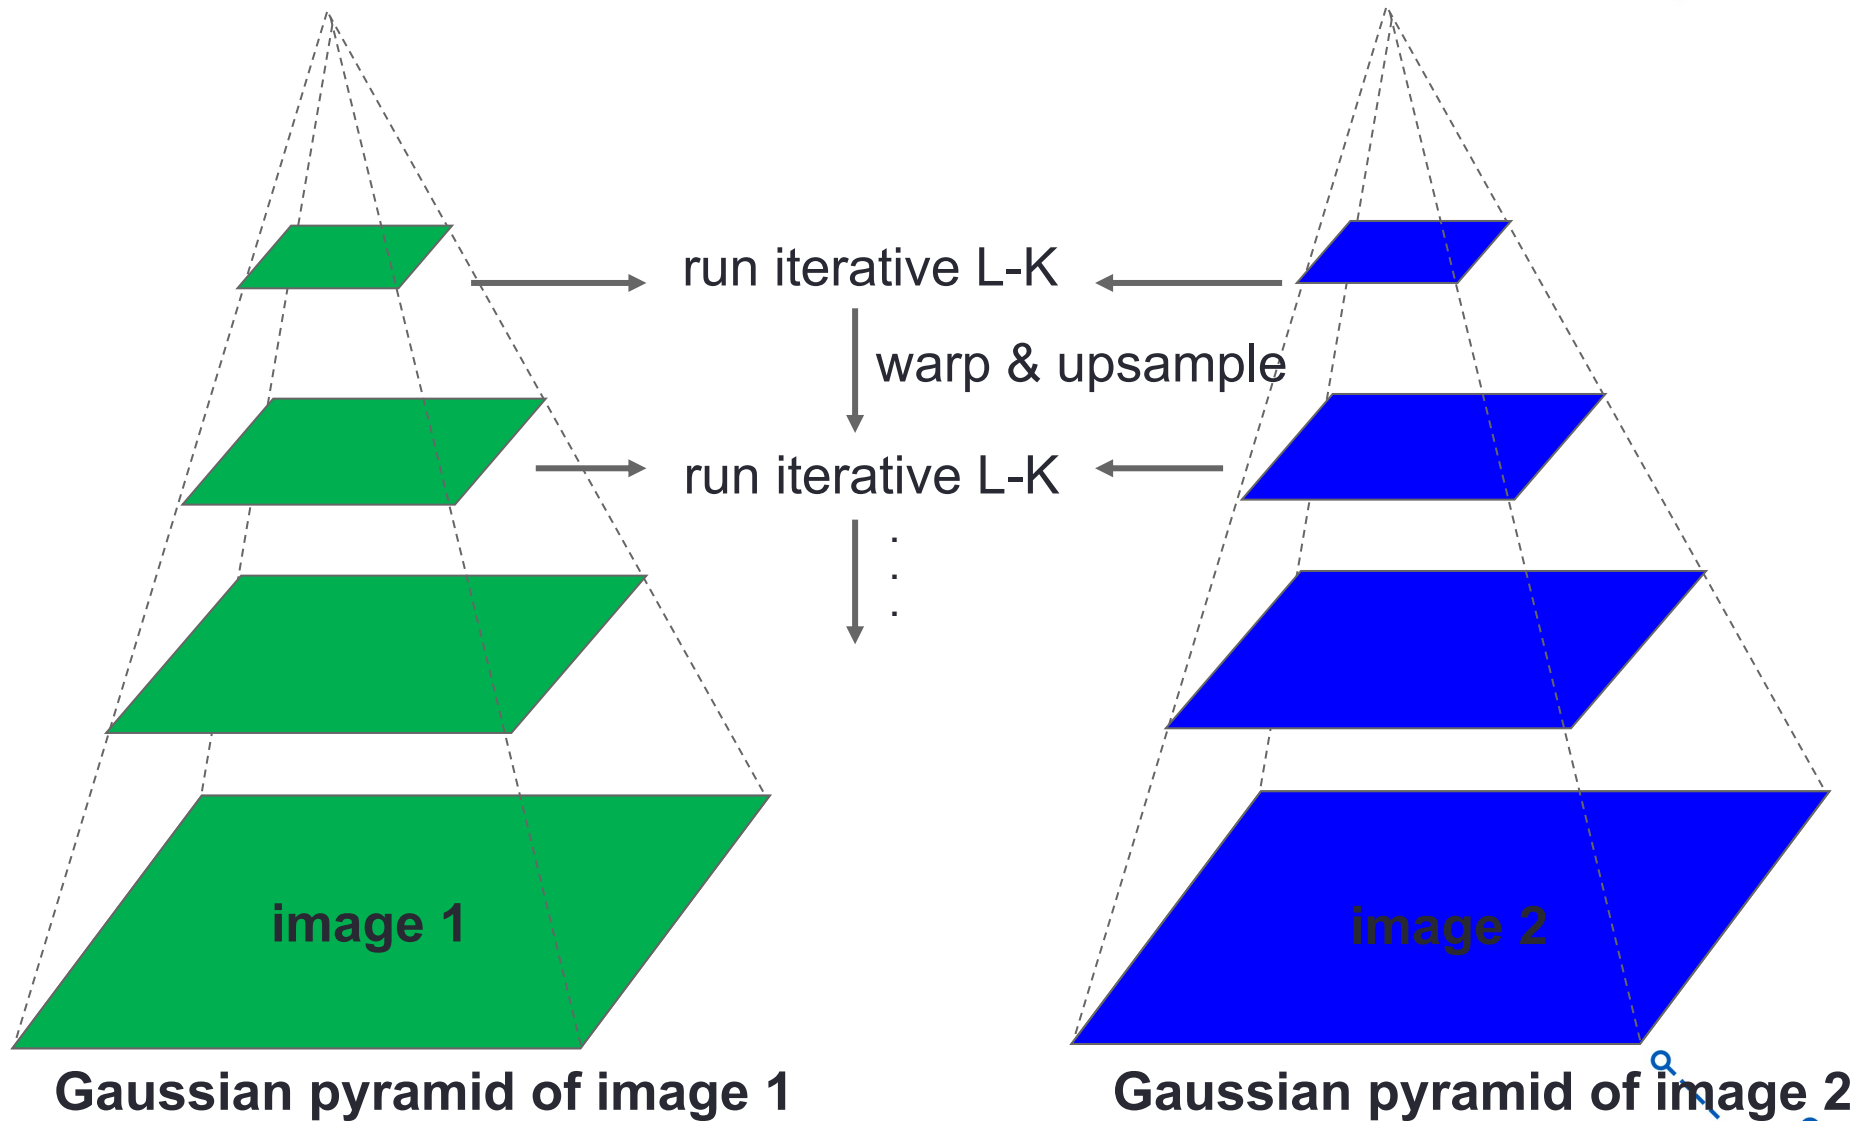 run iterative L-K
warp & upsample
run iterative L-K
.
.
.
image 1
image 2
Gaussian pyramid of image 1
Gaussian pyramid of image 2